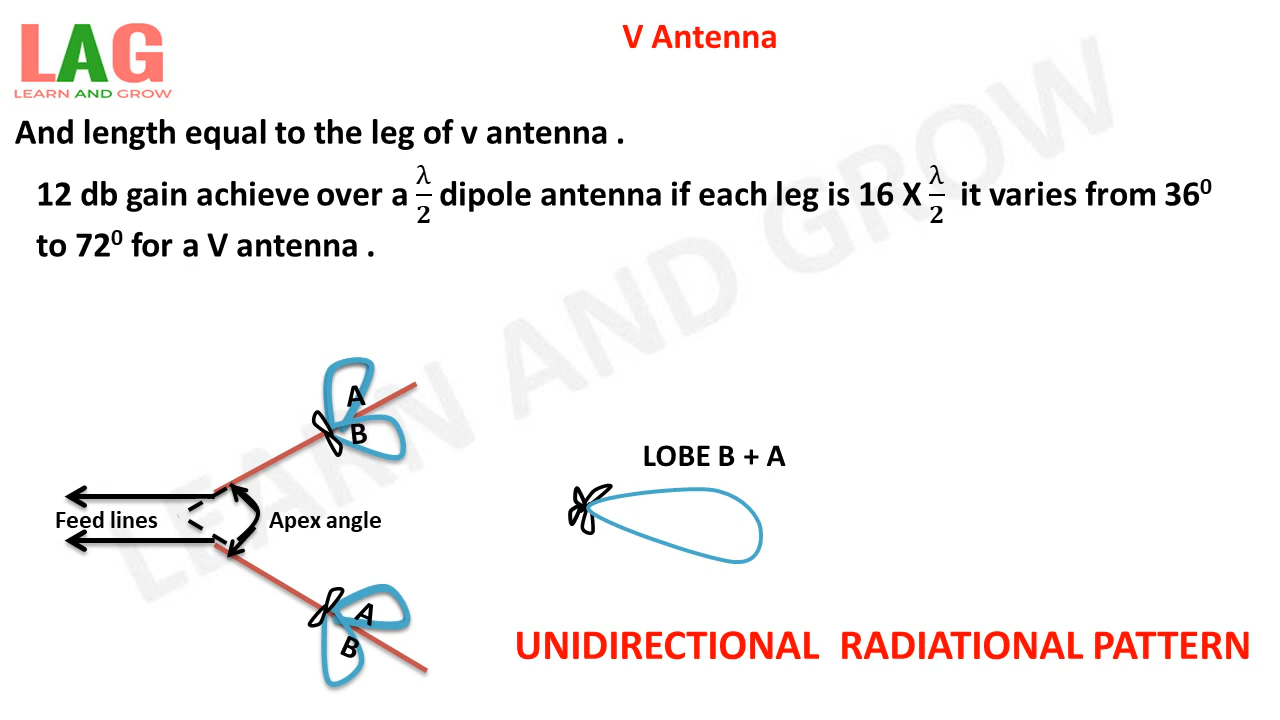 LAG
LEARN AND GROW
V Antenna
And length equal to the leg of v antenna .
12 db gain achieve over a λ/2 dipole antenna if each leg is 16 X λ/2 it varies from 36⁰
to 72⁰ for a V antenna .
A
B
LOBE B + A
Feed lines
Apex angle
A
B
UNIDIRECTIONAL RADIATIONAL PATTERN
LEARN AND GROW